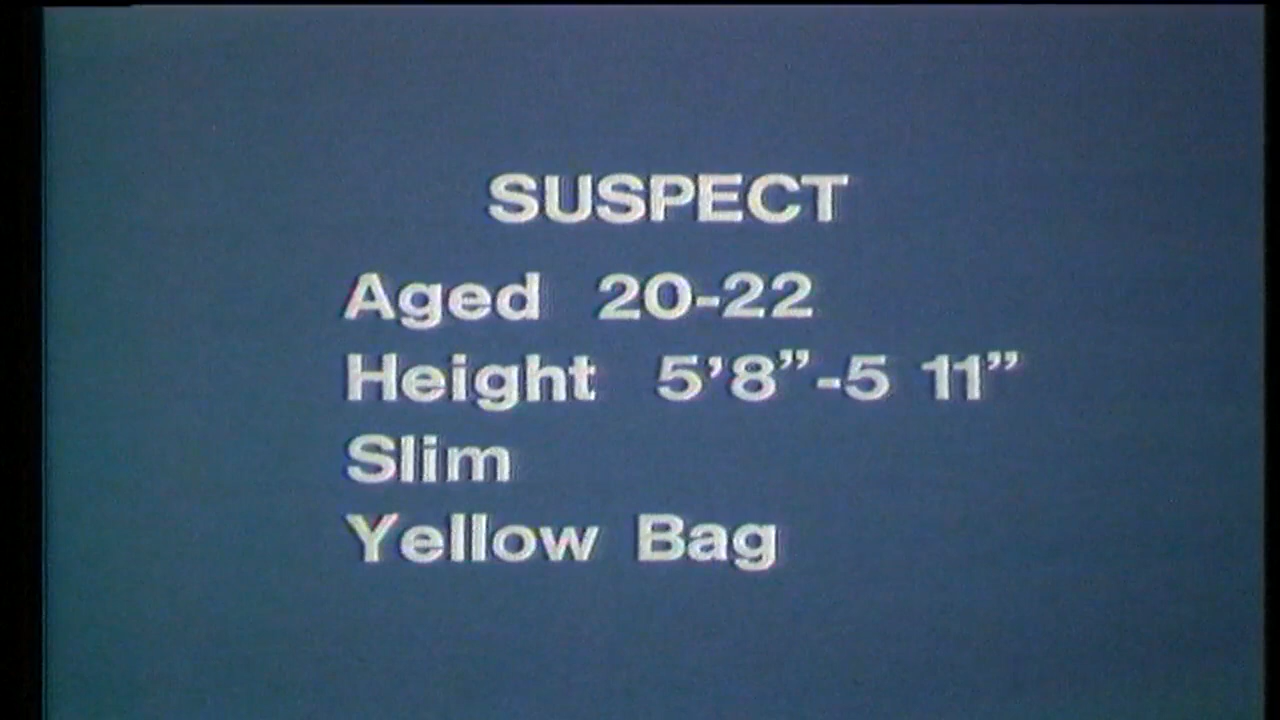 SUSPECT
Aged 20-22
Height 5’8”-5 11”
Slim
Yellow Bag